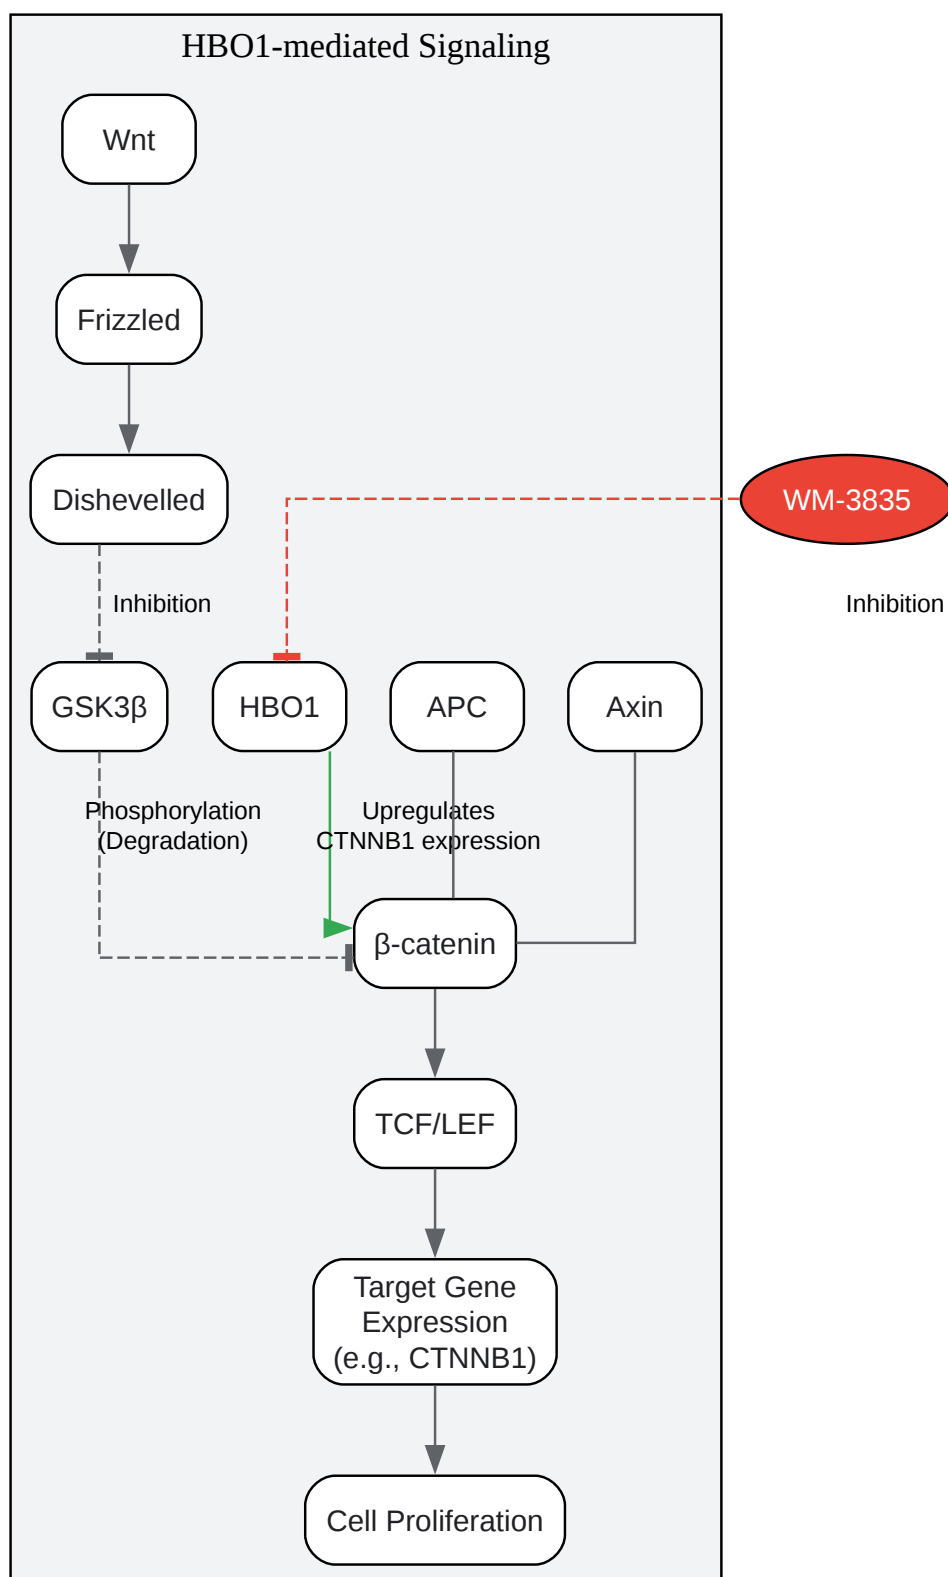 HBO1-mediated Signaling
Wnt
Frizzled
Dishevelled
WM-3835
Inhibition
Inhibition
GSK3β
HBO1
APC
Axin
Phosphorylation
(Degradation)
Upregulates
CTNNB1 expression
β-catenin
TCF/LEF
Target Gene
Expression
(e.g., CTNNB1)
Cell Proliferation